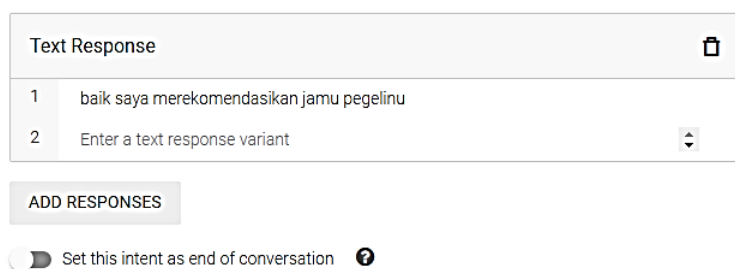 Text Response
1 baik saya merekomendasikan jamu pegelinu
2 Enter a text response variant
ADD RESPONSES
Set this intent as end of conversation ?